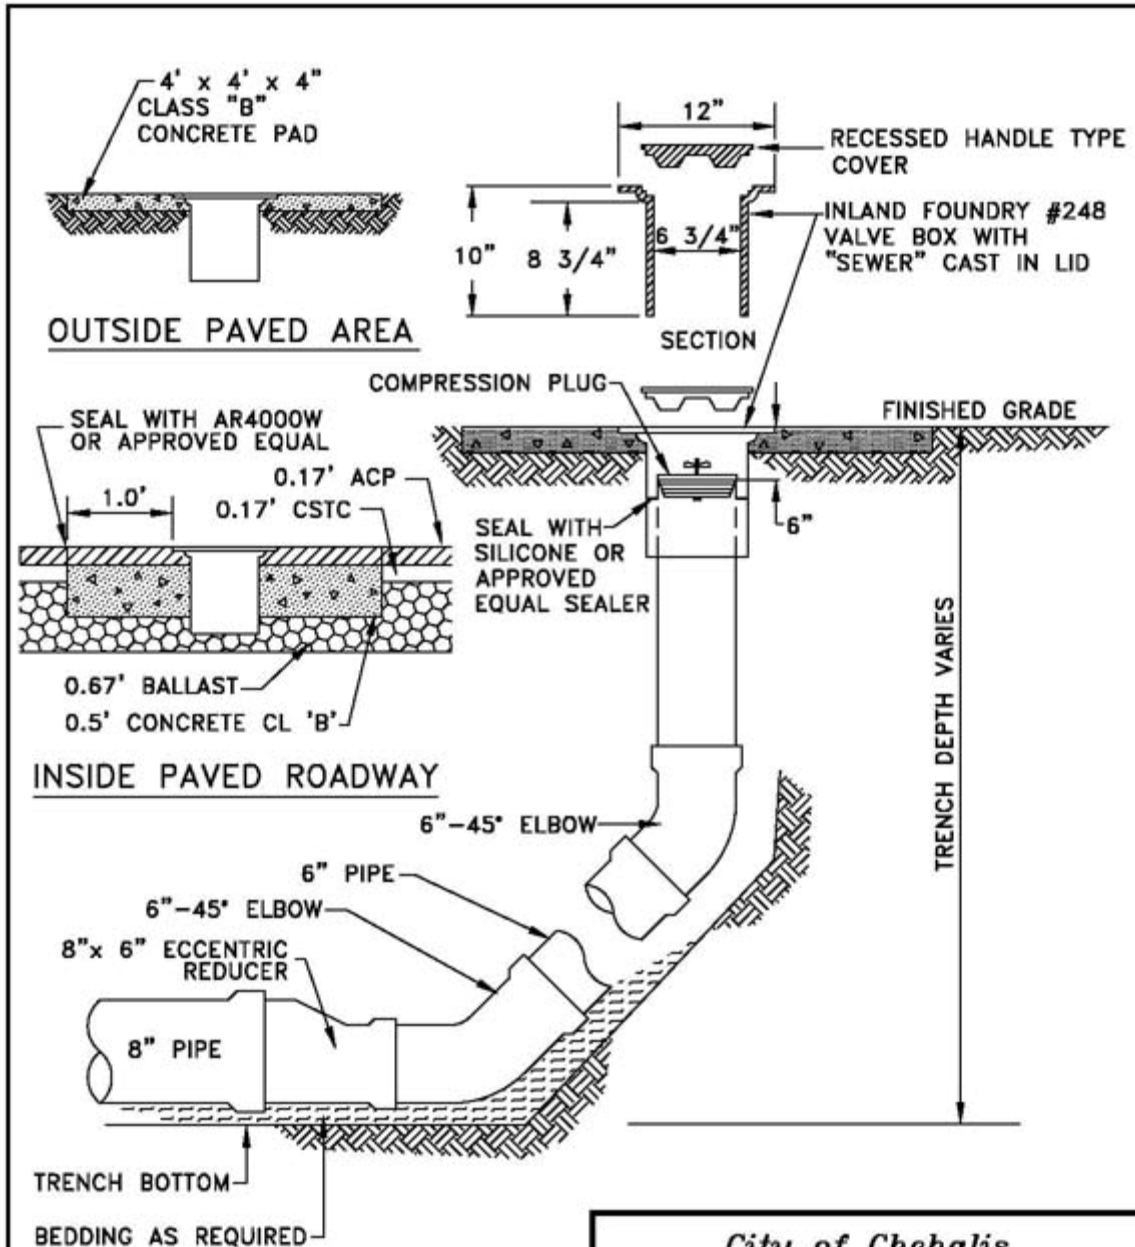 4' x 4' x 4"
CLASS "B"
CONCRETE PAD
OUTSIDE PAVED AREA
12"
RECESSED HANDLE TYPE
COVER
INLAND FOUNDRY #248
VALVE BOX WITH
"SEWER" CAST IN LID
6 3/4"
10"
8 3/4"
SECTION
COMPRESSION PLUG
FINISHED GRADE
SEAL WITH AR4000W
OR APPROVED EQUAL
0.17' ACP
1.0'
0.17' CSTC
6"
SEAL WITH
SILICONE OR
APPROVED
EQUAL SEALER
0.67' BALLAST
0.5' CONCRETE CL 'B'
INSIDE PAVED ROADWAY
TRENCH DEPTH VARIES
6"-45° ELBOW
6" PIPE
6"-45° ELBOW
8"x 6" ECCENTRIC
REDUCER
8" PIPE
TRENCH BOTTOM
BEDDING AS REQUIRED
City of Chehalis